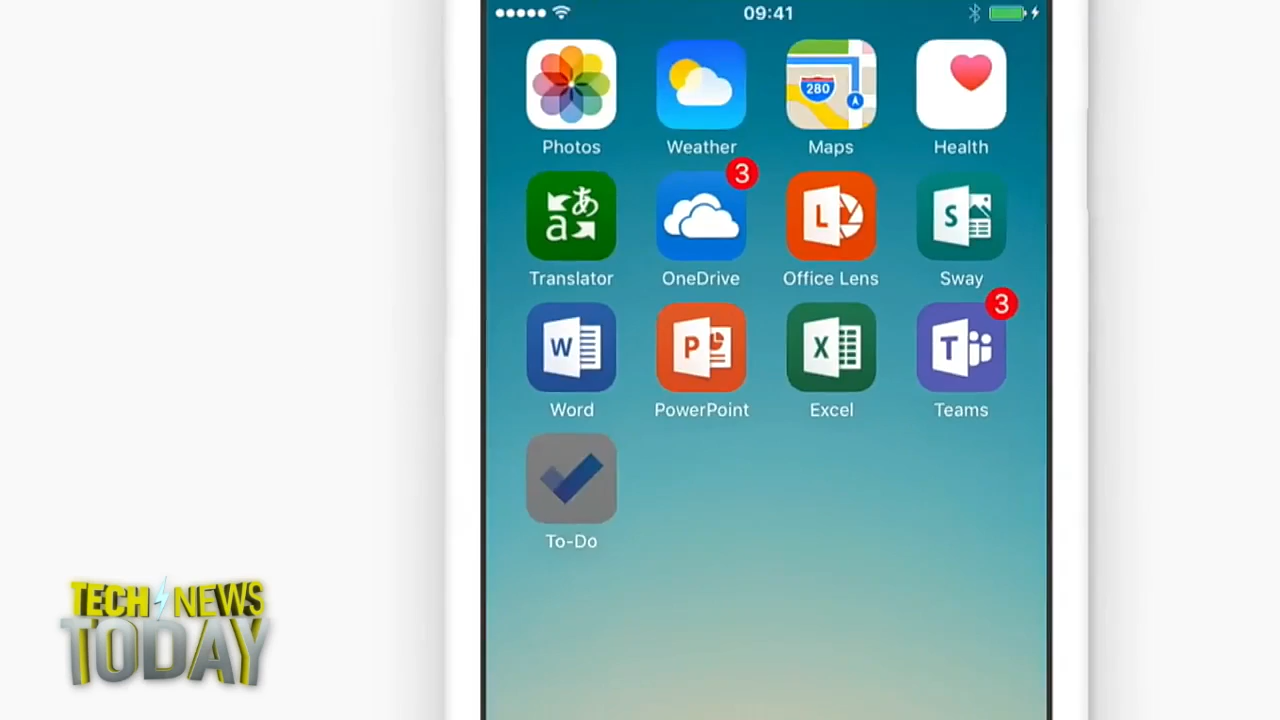 09:41
280
A
Photos Weather Maps Health
3
あ
a
L
S
Translator OneDrive Office Lens Sway
3
W
P
X
T
Word PowerPoint Excel Teams
To-Do
TECH NEWS
TODAY